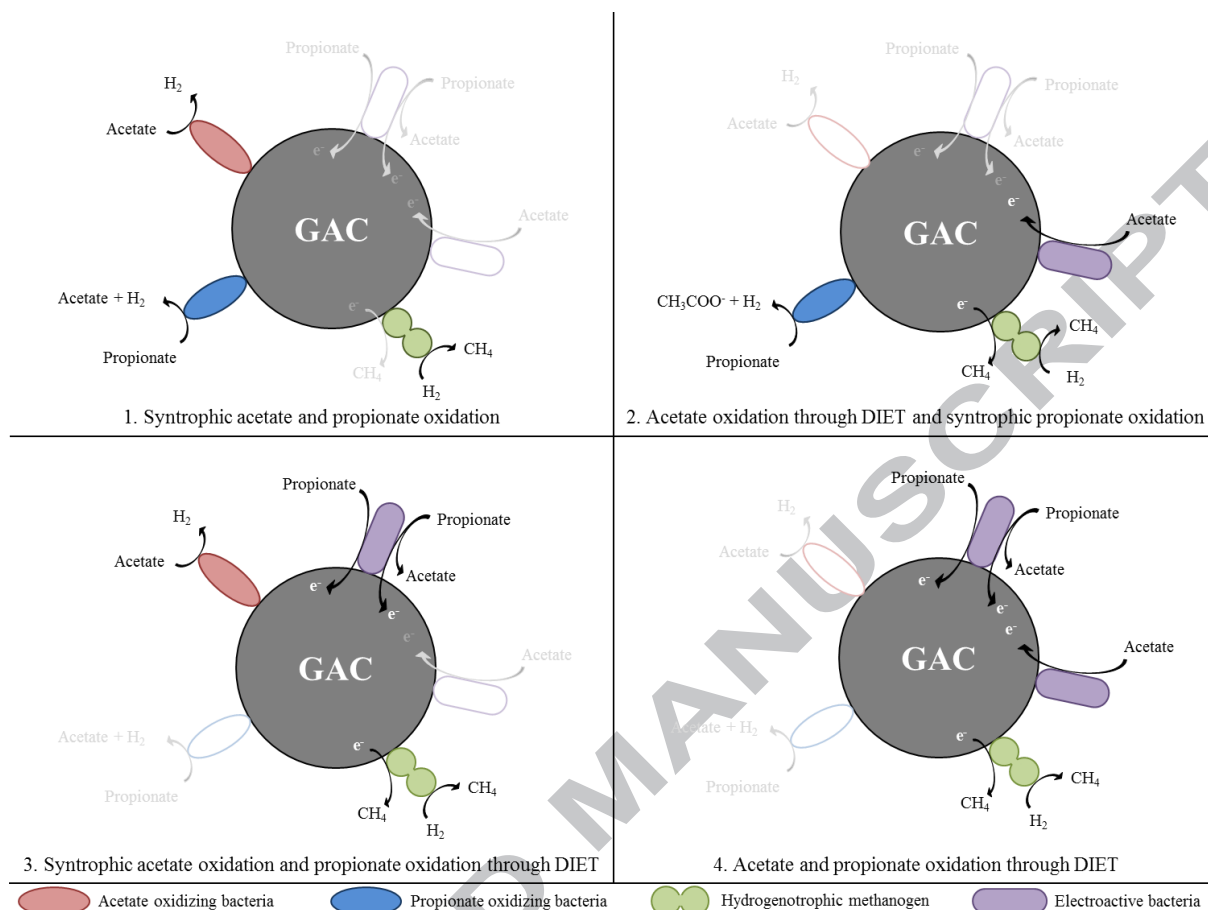 Propionate
H2
Propionate
Acetate
Acetate
e-
e-
e-
Acetate
GAC
Acetate + H2
e-
Propionate
CH4
CH4
H2
1. Syntrophic acetate and propionate oxidation
Propionate
H2
Propionate
Acetate
Acetate
e-
e-
e-
Acetate
GAC
CH3COO- + H2
e-
CH4
Propionate
CH4
H2
2. Acetate oxidation through DIET and syntrophic propionate oxidation
Propionate
H2
Propionate
Acetate
Acetate
e-
e-
e-
Acetate
GAC
Acetate + H2
e-
Propionate
CH4
CH4
H2
3. Syntrophic acetate oxidation and propionate oxidation through DIET
Propionate
H2
Propionate
Acetate
Acetate
e-
e-
e-
Acetate
GAC
Acetate + H2
e-
Propionate
CH4
CH4
H2
4. Acetate and propionate oxidation through DIET
Acetate oxidizing bacteria
Propionate oxidizing bacteria
Hydrogenotrophic methanogen
Electroactive bacteria
D MANUSCRIPT